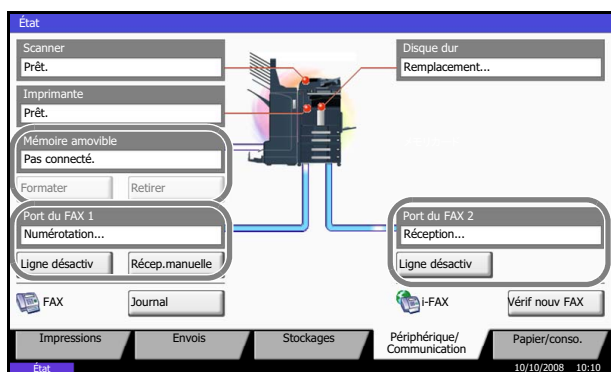 État
Scanner
Prêt.
Disque dur
Remplacement...
Imprimante
Prêt.
Mémoire amovible
Pas connecté.
Formater
Retirer
Port du FAX 1
Numérotation...
Ligne désactiv
Récep.manuelle
Port du FAX 2
Réception...
Ligne désactiv
FAX
Journal
i-FAX
Vérif nouv FAX
Impressions
Envois
Stockages
Périphérique/
Communication
Papier/conso.
État
10/10/2008 10:10